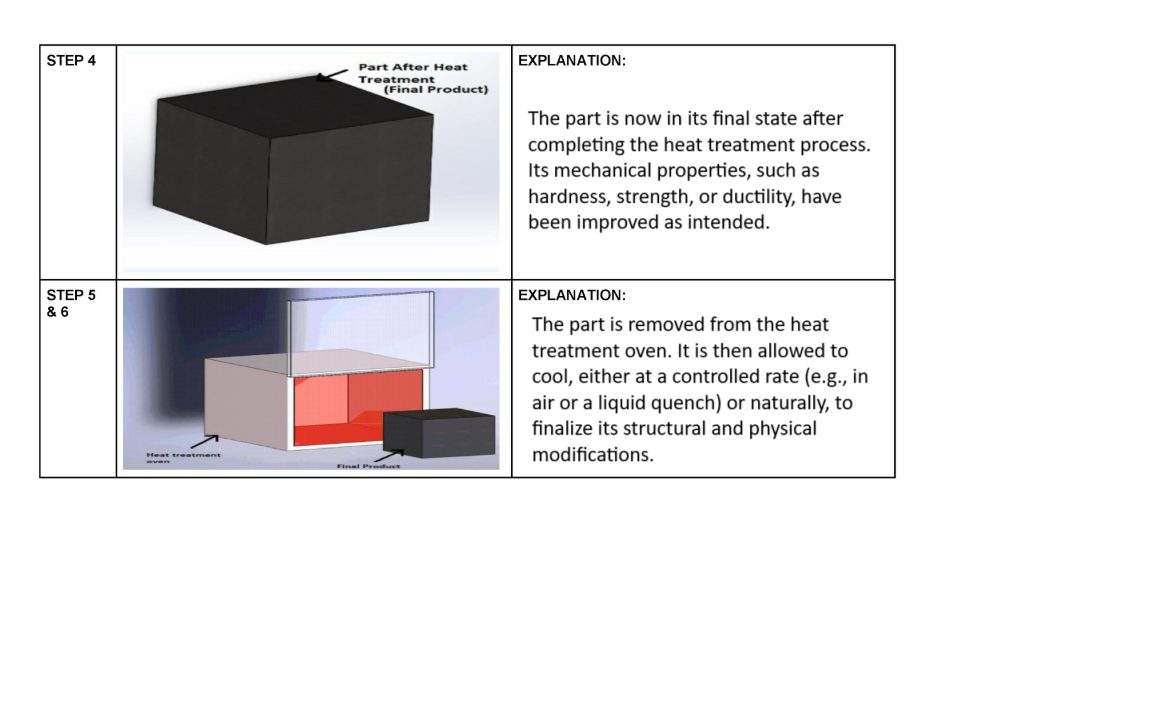 STEP 4
Part After Heat
Treatment
(Final Product)
EXPLANATION:
The part is now in its final state after
completing the heat treatment process.
Its mechanical properties, such as
hardness, strength, or ductility, have
been improved as intended.
STEP 5
& 6
Heat treatment
oven
Final Product
EXPLANATION:
The part is removed from the heat
treatment oven. It is then allowed to
cool, either at a controlled rate (e.g., in
air or a liquid quench) or naturally, to
finalize its structural and physical
modifications.